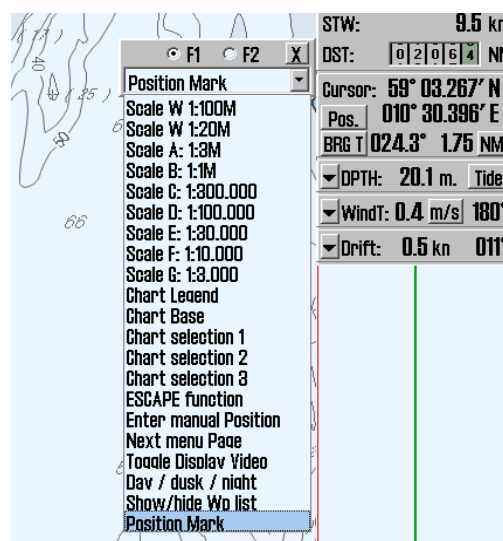 STW: 9.5 kn
F1 F2 X
DST: 0 2 0 6 4 NM
Position Mark
Cursor: 59° 03.267' N
Pos. 010° 30.396' E
BRG T 024.3° 1.75 NM
DPTH: 20.1 m. Tide
WindT: 0.4 m/s 180°
Drift: 0.5 kn 011°
Scale W 1:100M
Scale W 1:20M
Scale A: 1:3M
Scale B: 1:1M
Scale C: 1:300.000
Scale D: 1:100.000
Scale E: 1:30.000
Scale F: 1:10.000
Scale G: 1:3.000
Chart Legend
Chart Base
Chart selection 1
Chart selection 2
Chart selection 3
ESCAPE function
Enter manual Position
Next menu Page
Toggle Display Video
Day / dusk / night
Show/hide Wp list
Position Mark
66